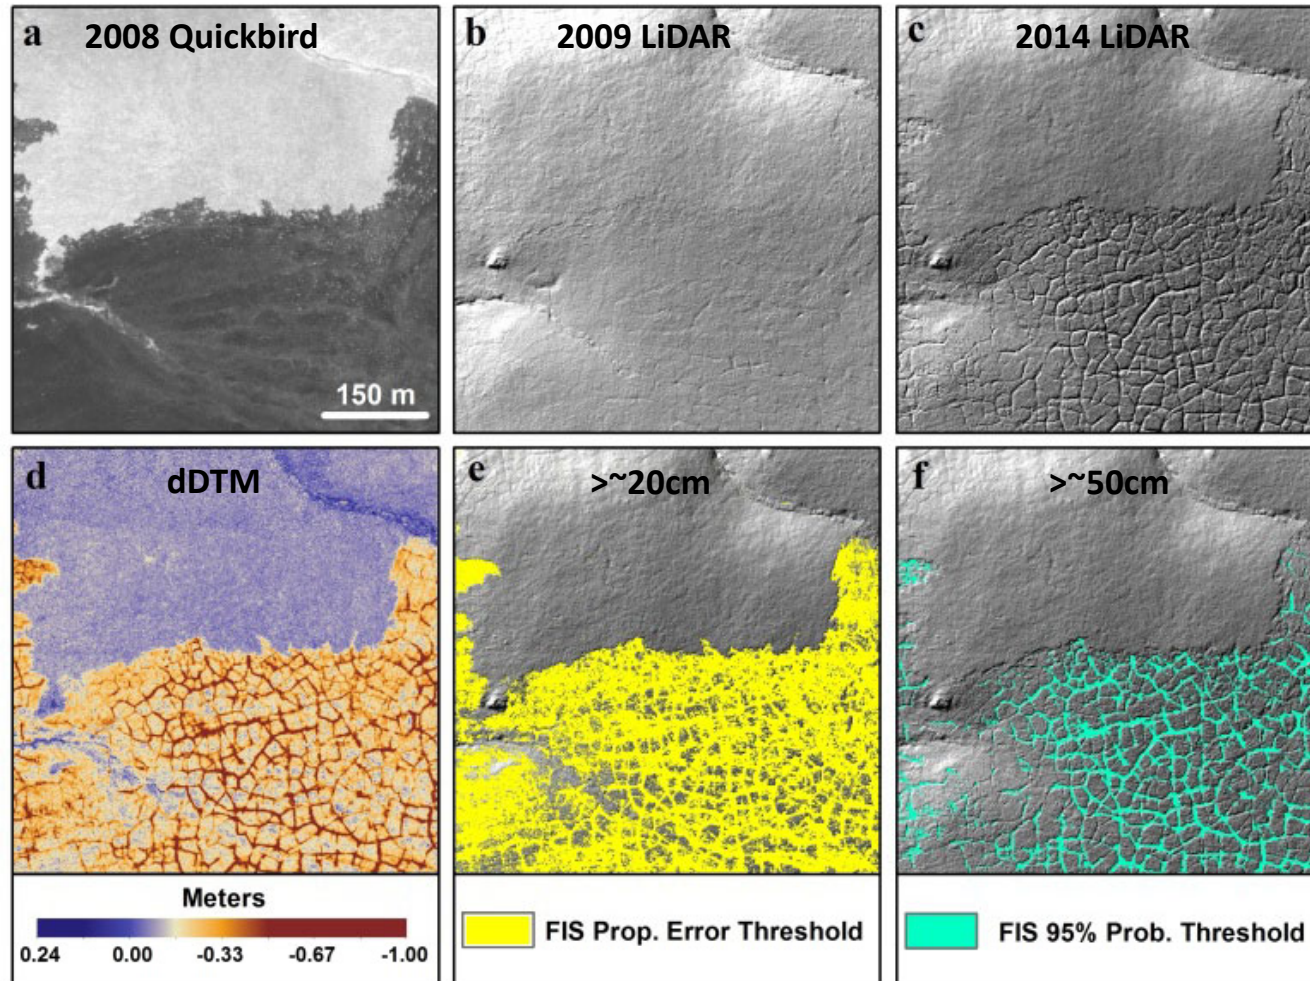 a 2008 Quickbird
b 2009 LiDAR
c 2014 LiDAR
150 m
d dDTM
e >~20cm
f >~50cm
Meters
0.24 0.00 -0.33 -0.67 -1.00
FIS Prop. Error Threshold
FIS 95% Prob. Threshold